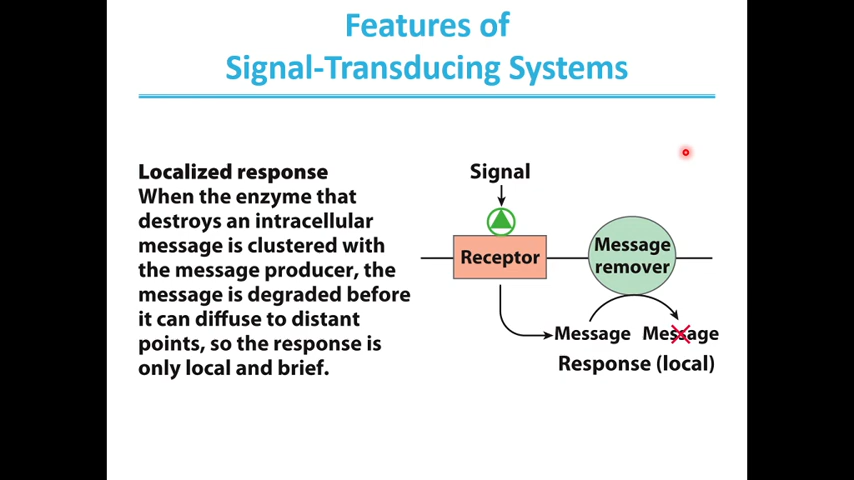 Features of
Signal-Transducing Systems
Localized response
When the enzyme that
destroys an intracellular
message is clustered with
the message producer, the
message is degraded before
it can diffuse to distant
points, so the response is
only local and brief.
Signal
Receptor
Message
remover
Message
Message
Response (local)